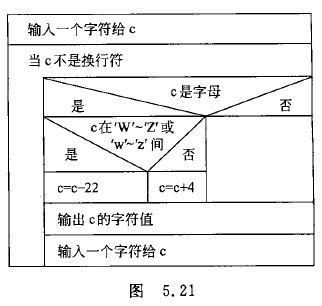 输入一个字符给 c
当 c 不是换行符
c 是字母
是
否
c 在'W'~'Z'或
'w'~'z'间
是
否
c=c−22
c=c+4
输出 c 的字符值
输入一个字符给 c
图 5.21